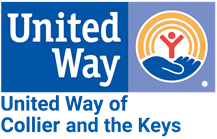 United
Way
United Way of
Collier and the Keys